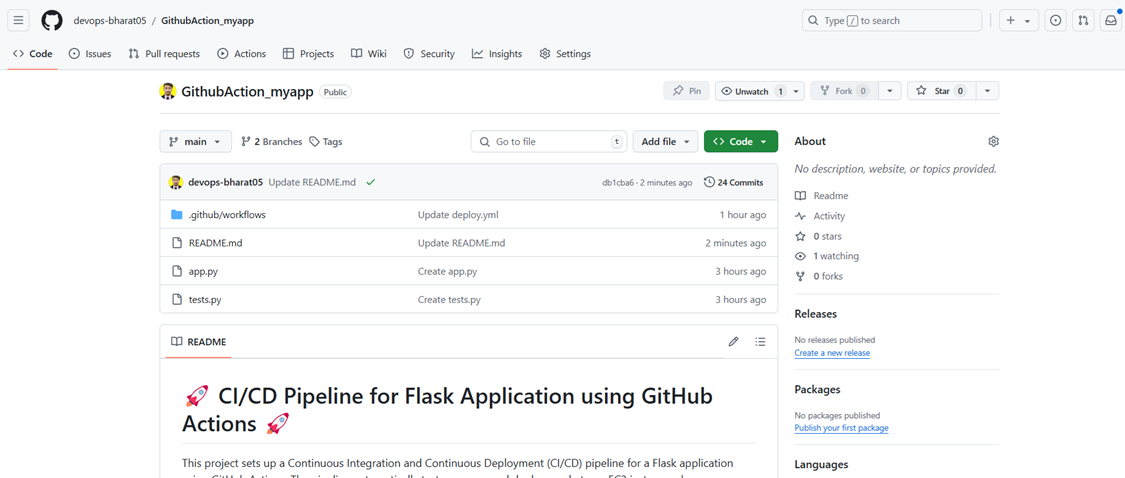 devops-bharat05 / GithubAction_myapp
Type / to search
Code Issues Pull requests Actions Projects Wiki Security Insights Settings
GithubAction_myapp Public
Pin Unwatch 1 Fork 0 Star 0
main 2 Branches Tags Go to file t Add file Code
devops-bharat05 Update README.md db1cba6 · 2 minutes ago 24 Commits
.github/workflows Update deploy.yml 1 hour ago
README.md Update README.md 2 minutes ago
app.py Create app.py 3 hours ago
tests.py Create tests.py 3 hours ago
README
🚀 CI/CD Pipeline for Flask Application using GitHub
Actions 🚀
This project sets up a Continuous Integration and Continuous Deployment (CI/CD) pipeline for a Flask application
About
No description, website, or topics provided.
Readme
Activity
0 stars
1 watching
0 forks
Releases
No releases published
Create a new release
Packages
No packages published
Publish your first package
Languages